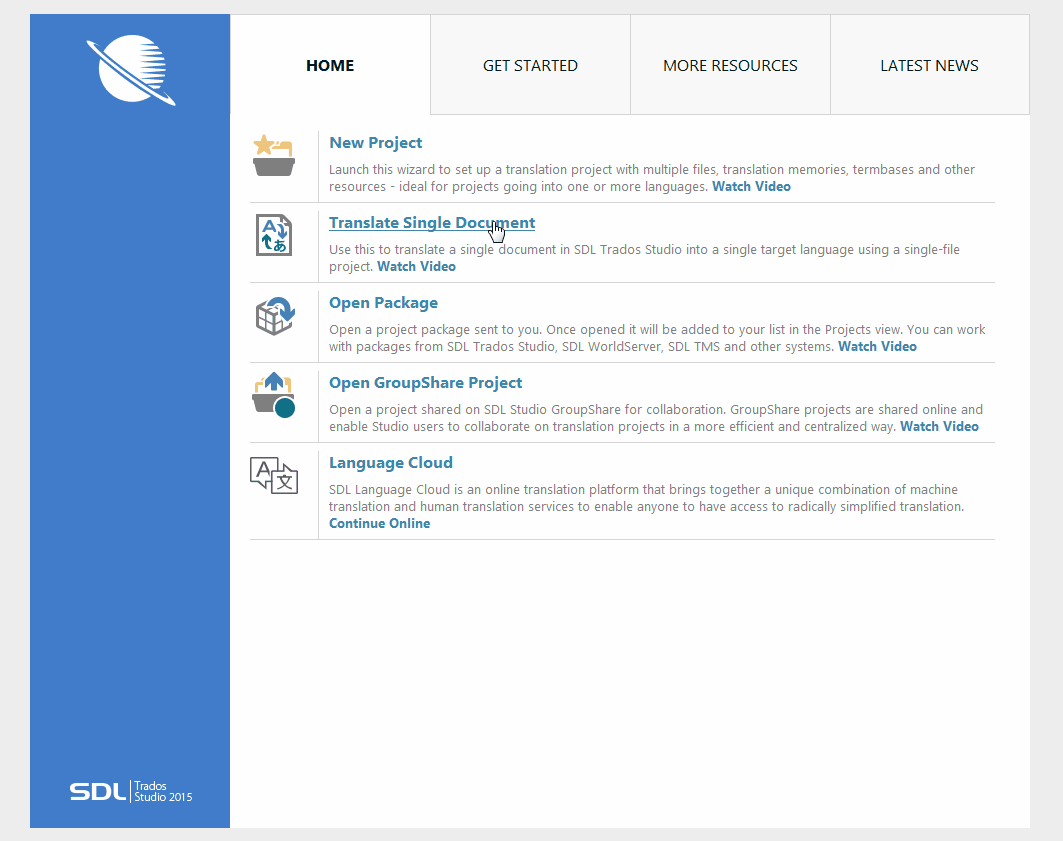 HOME
GET STARTED
MORE RESOURCES
LATEST NEWS
New Project
Launch this wizard to set up a translation project with multiple files, translation memories, termbases and other
resources - ideal for projects going into one or more languages. Watch Video
A
あ
Translate Single Document
Use this to translate a single document in SDL Trados Studio into a single target language using a single-file
project. Watch Video
Open Package
Open a project package sent to you. Once opened it will be added to your list in the Projects view. You can work
with packages from SDL Trados Studio, SDL WorldServer, SDL TMS and other systems. Watch Video
Open GroupShare Project
Open a project shared on SDL Studio GroupShare for collaboration. GroupShare projects are shared online and
enable Studio users to collaborate on translation projects in a more efficient and centralized way. Watch Video
A
文
Language Cloud
SDL Language Cloud is an online translation platform that brings together a unique combination of machine
translation and human translation services to enable anyone to have access to radically simplified translation.
Continue Online
SDL
Trados
Studio 2015